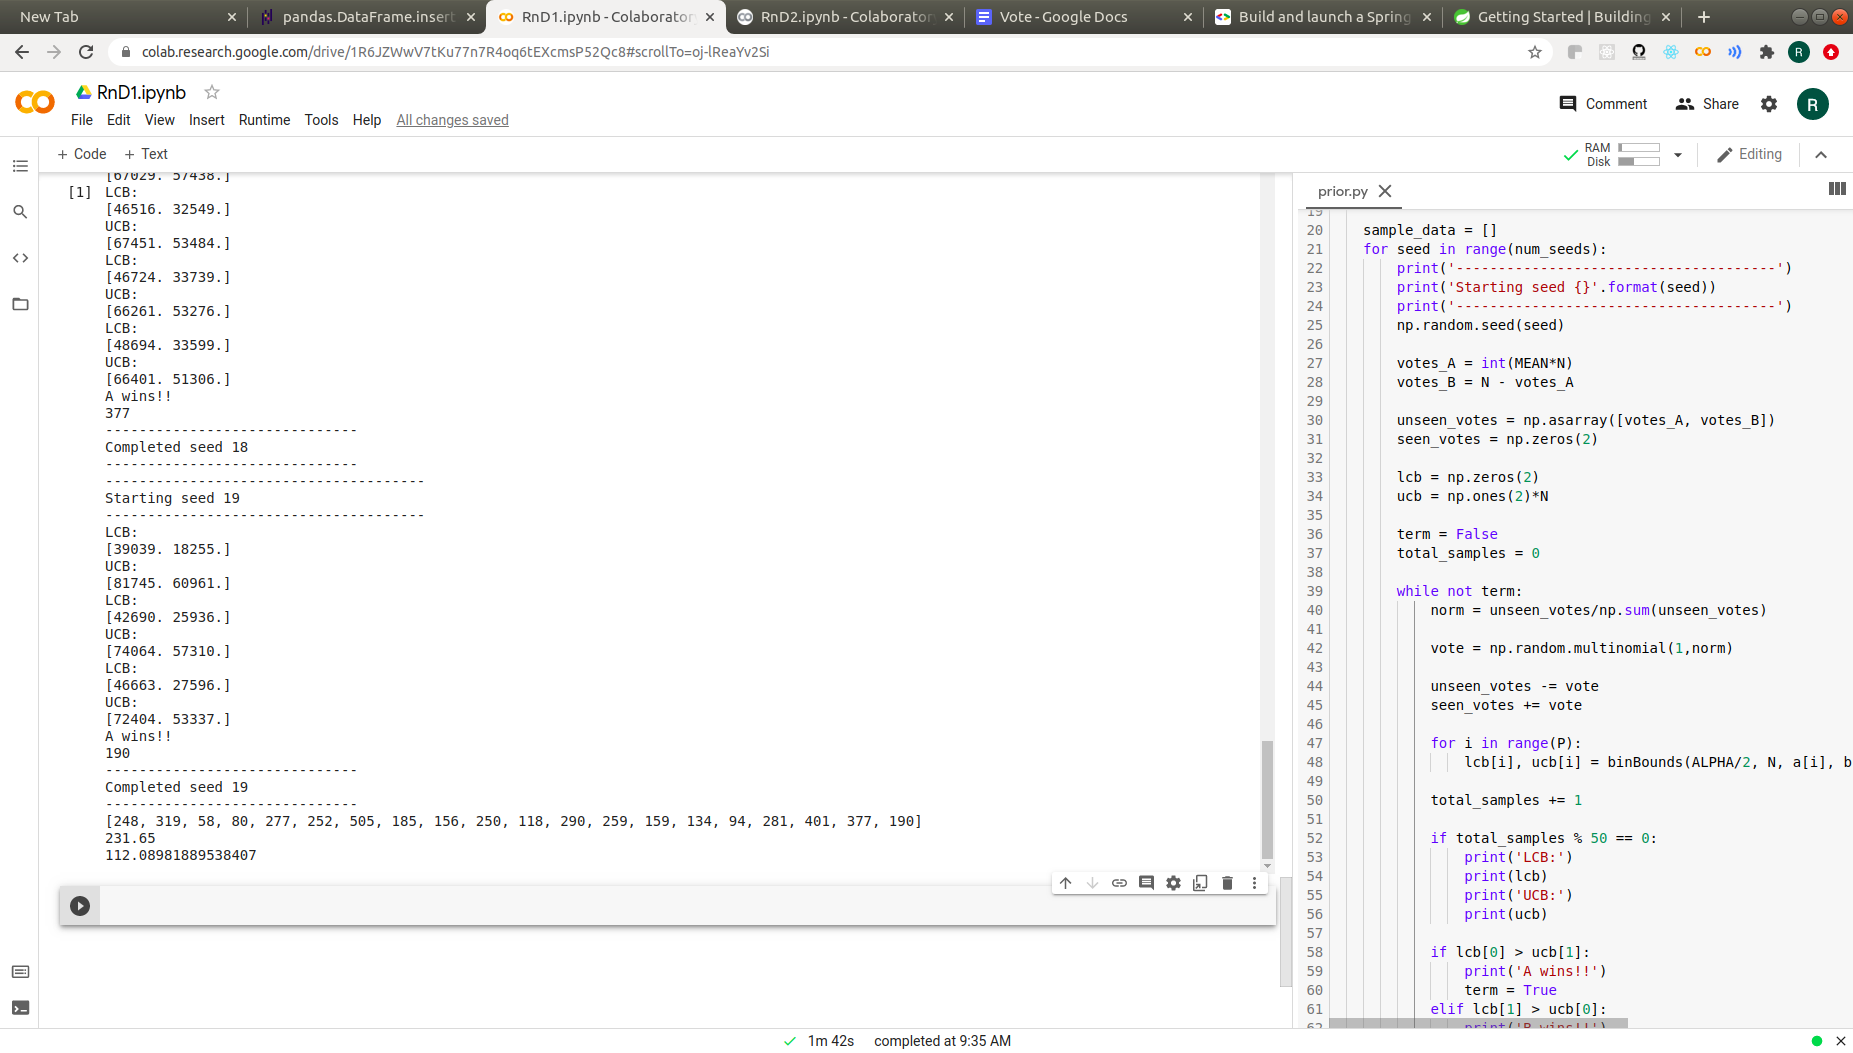 New Tab
pandas.DataFrame.insert
RnD1.ipynb - Colaborator
RnD2.ipynb - Colaborator
Vote - Google Docs
Build and launch a Spring
Getting Started | Building
colab.research.google.com/drive/1R6JZWwV7tKu77n7R4oq6tEXcmsP52Qc8#scrollTo=oj-lReaYv2Si
R
RnD1.ipynb
File Edit View Insert Runtime Tools Help All changes saved
Comment Share R
+ Code + Text
RAM
Disk
Editing
[67029. 57438.]
[1] LCB:
[46516. 32549.]
UCB:
[67451. 53484.]
LCB:
[46724. 33739.]
UCB:
[66261. 53276.]
LCB:
[48694. 33599.]
UCB:
[66401. 51306.]
A wins!!
377
------------------------------
Completed seed 18
------------------------------
--------------------------------------
Starting seed 19
--------------------------------------
LCB:
[39039. 18255.]
UCB:
[81745. 60961.]
LCB:
[42690. 25936.]
UCB:
[74064. 57310.]
LCB:
[46663. 27596.]
UCB:
[72404. 53337.]
A wins!!
190
------------------------------
Completed seed 19
------------------------------
[248, 319, 58, 80, 277, 252, 505, 185, 156, 250, 118, 290, 259, 159, 134, 94, 281, 401, 377, 190]
231.65
112.08981889538407
prior.py
19
20 sample_data = []
21 for seed in range(num_seeds):
22 print('--------------------------------------')
23 print('Starting seed {}'.format(seed))
24 print('--------------------------------------')
25 np.random.seed(seed)
26
27 votes_A = int(MEAN*N)
28 votes_B = N - votes_A
29
30 unseen_votes = np.asarray([votes_A, votes_B])
31 seen_votes = np.zeros(2)
32
33 lcb = np.zeros(2)
34 ucb = np.ones(2)*N
35
36 term = False
37 total_samples = 0
38
39 while not term:
40 norm = unseen_votes/np.sum(unseen_votes)
41
42 vote = np.random.multinomial(1,norm)
43
44 unseen_votes -= vote
45 seen_votes += vote
46
47 for i in range(P):
48 lcb[i], ucb[i] = binBounds(ALPHA/2, N, a[i], b
49
50 total_samples += 1
51
52 if total_samples % 50 == 0:
53 print('LCB:')
54 print(lcb)
55 print('UCB:')
56 print(ucb)
57
58 if lcb[0] > ucb[1]:
59 print('A wins!!')
60 term = True
61 elif lcb[1] > ucb[0]:
62 print('B wins!!')
1m 42s completed at 9:35 AM